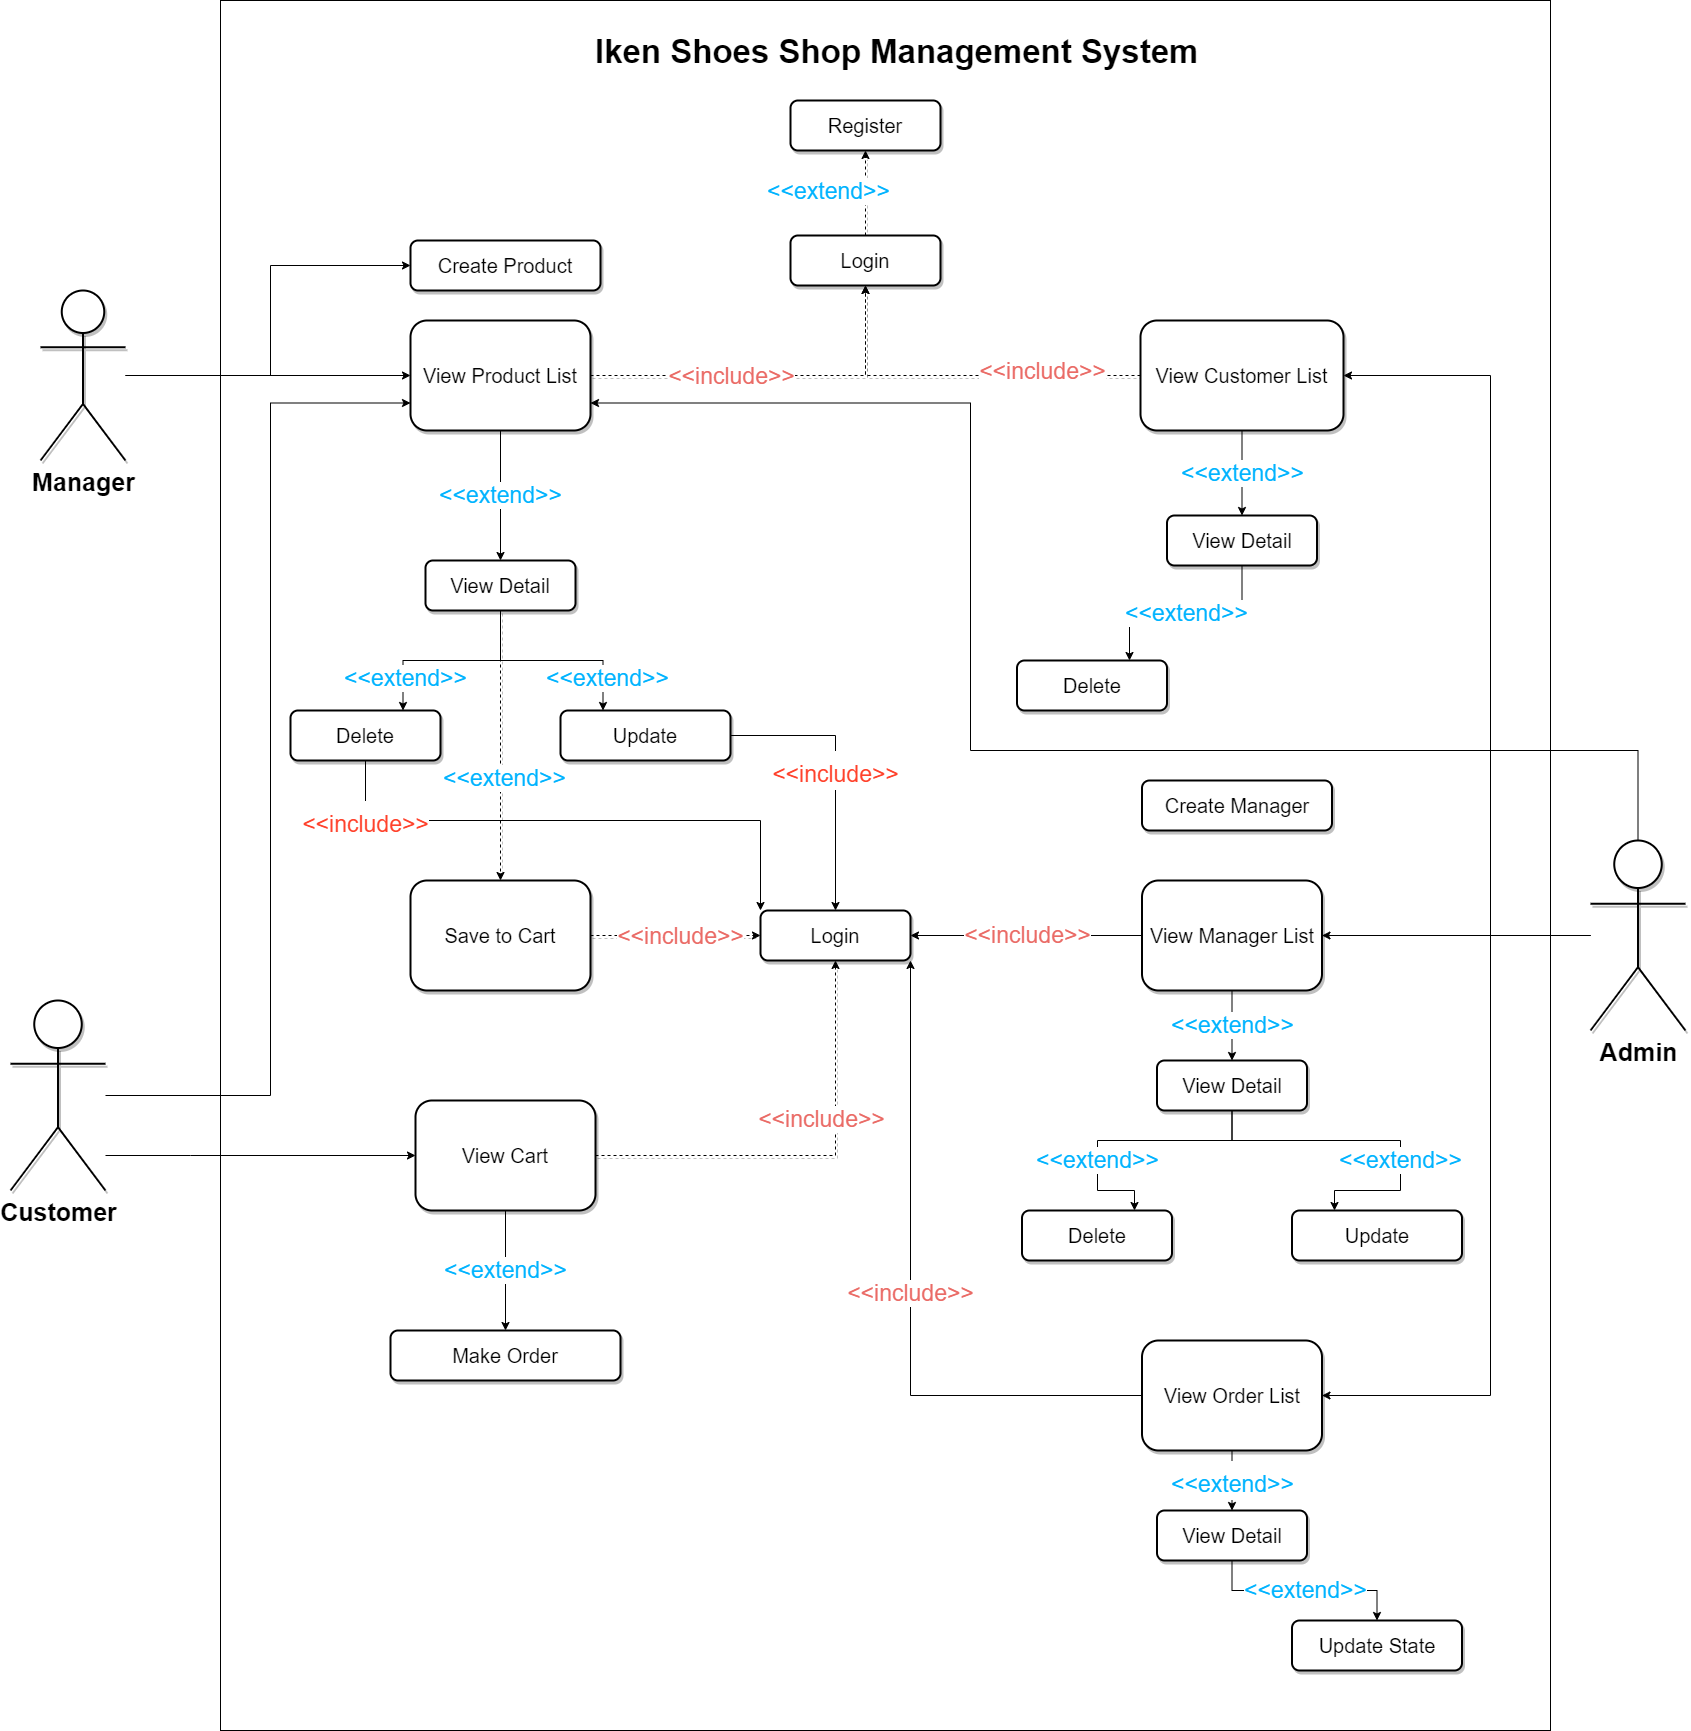 Iken Shoes Shop Management System
Register
<<extend>>
Login
Create Product
View Product List
<<include>>
<<include>>
View Customer List
Manager
<<extend>>
<<extend>>
View Detail
View Detail
<<extend>>
Delete
<<extend>>
<<extend>>
Delete
Update
<<extend>>
<<include>>
<<include>>
Create Manager
Save to Cart
<<include>>
Login
<<include>>
View Manager List
Admin
<<extend>>
View Detail
<<include>>
View Cart
Customer
<<extend>>
<<extend>>
Delete
Update
<<extend>>
<<include>>
Make Order
View Order List
<<extend>>
View Detail
<<extend>>
Update State